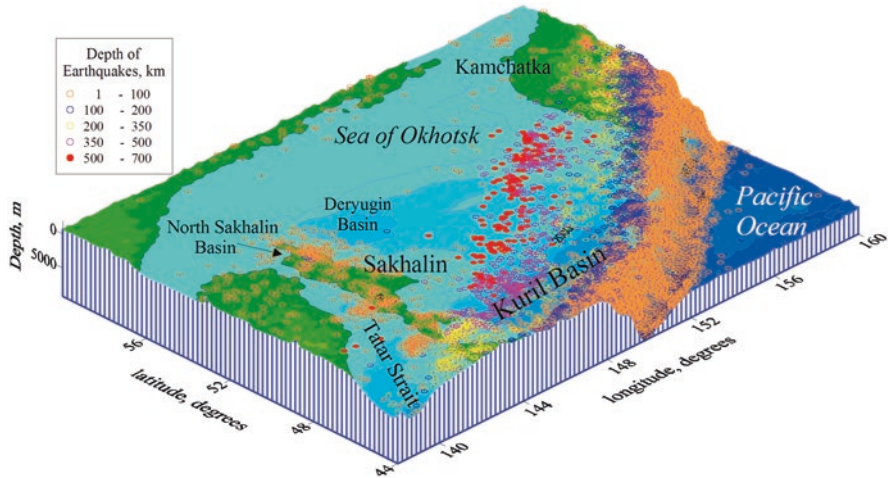 Depth of
Earthquakes, km
1 - 100
100 - 200
200 - 350
350 - 500
500 - 700
Kamchatka
Sea of Okhotsk
Deryugin
Basin
North Sakhalin
Basin
Sakhalin
Kuril Basin
Tatar Strait
Pacific
Ocean
Depth, m
0
5000
56
52
48
44
latitude, degrees
140
144
148
152
156
160
longitude, degrees